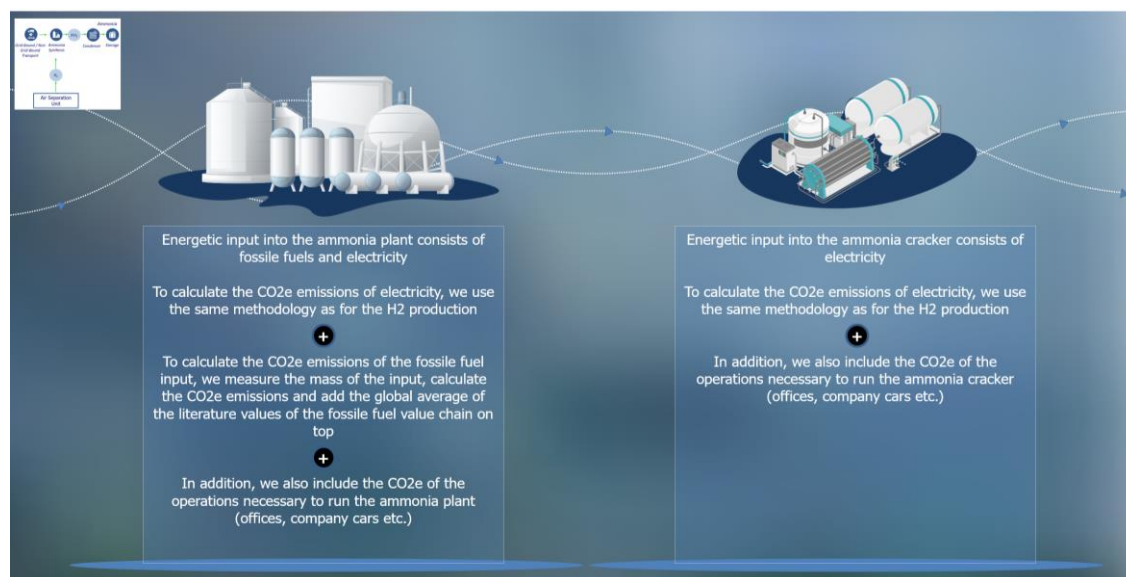 Ammonia
Ammonia
Synthesis
Transport
Condenser
Storage
Air Separation
Unit
Energetic input into the ammonia plant consists of
fossile fuels and electricity
To calculate the CO2e emissions of electricity, we use
the same methodology as for the H2 production
+
To calculate the CO2e emissions of the fossile fuel
input, we measure the mass of the input, calculate
the CO2e emissions and add the global average of
the literature values of the fossile fuel value chain on
top
+
In addition, we also include the CO2e of the
operations necessary to run the ammonia plant
(offices, company cars etc.)
Energetic input into the ammonia cracker consists of
electricity
To calculate the CO2e emissions of electricity, we use
the same methodology as for the H2 production
+
In addition, we also include the CO2e of the
operations necessary to run the ammonia cracker
(offices, company cars etc.)